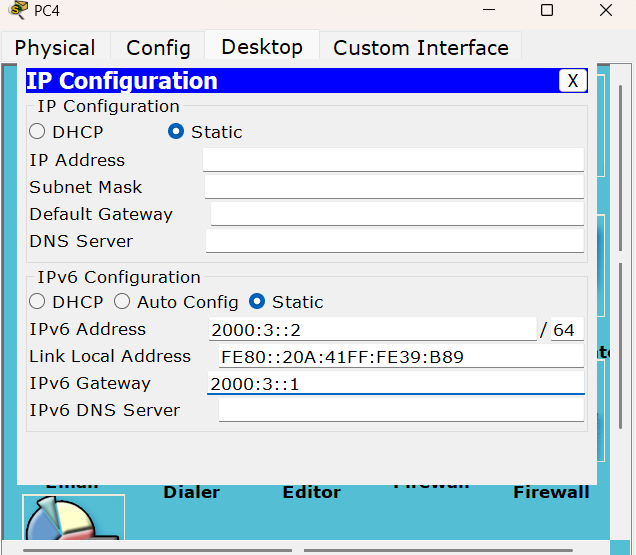 PC4
Physical Config Desktop Custom Interface
IP Configuration X
IP Configuration
DHCP Static
IP Address
Subnet Mask
Default Gateway
DNS Server
IPv6 Configuration
DHCP Auto Config Static
IPv6 Address 2000:3::2 / 64
Link Local Address FE80::20A:41FF:FE39:B89
IPv6 Gateway 2000:3::1
IPv6 DNS Server
Dialer Editor Firewall